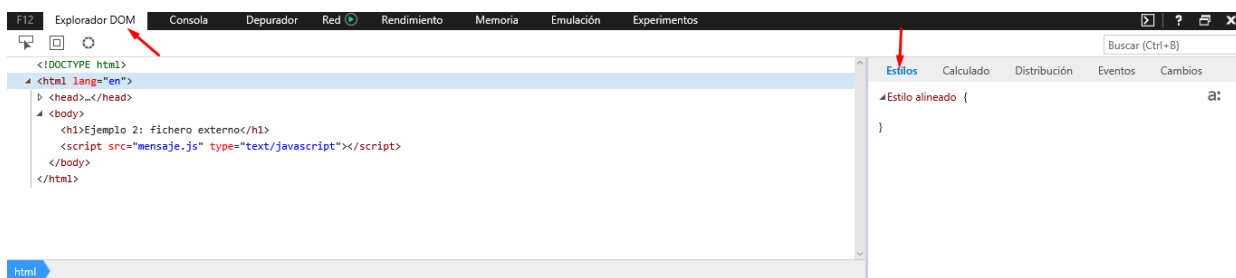 F12 Explorador DOM Consola Depurador Red Rendimiento Memoria Emulación Experimentos ? X
Buscar (Ctrl+B)
<!DOCTYPE html>
<html lang="en">
<head>…</head>
<body>
<h1>Ejemplo 2: fichero externo</h1>
<script src="mensaje.js" type="text/javascript"></script>
</body>
</html>
html
Estilos Calculado Distribución Eventos Cambios
Estilo alineado { a:
}